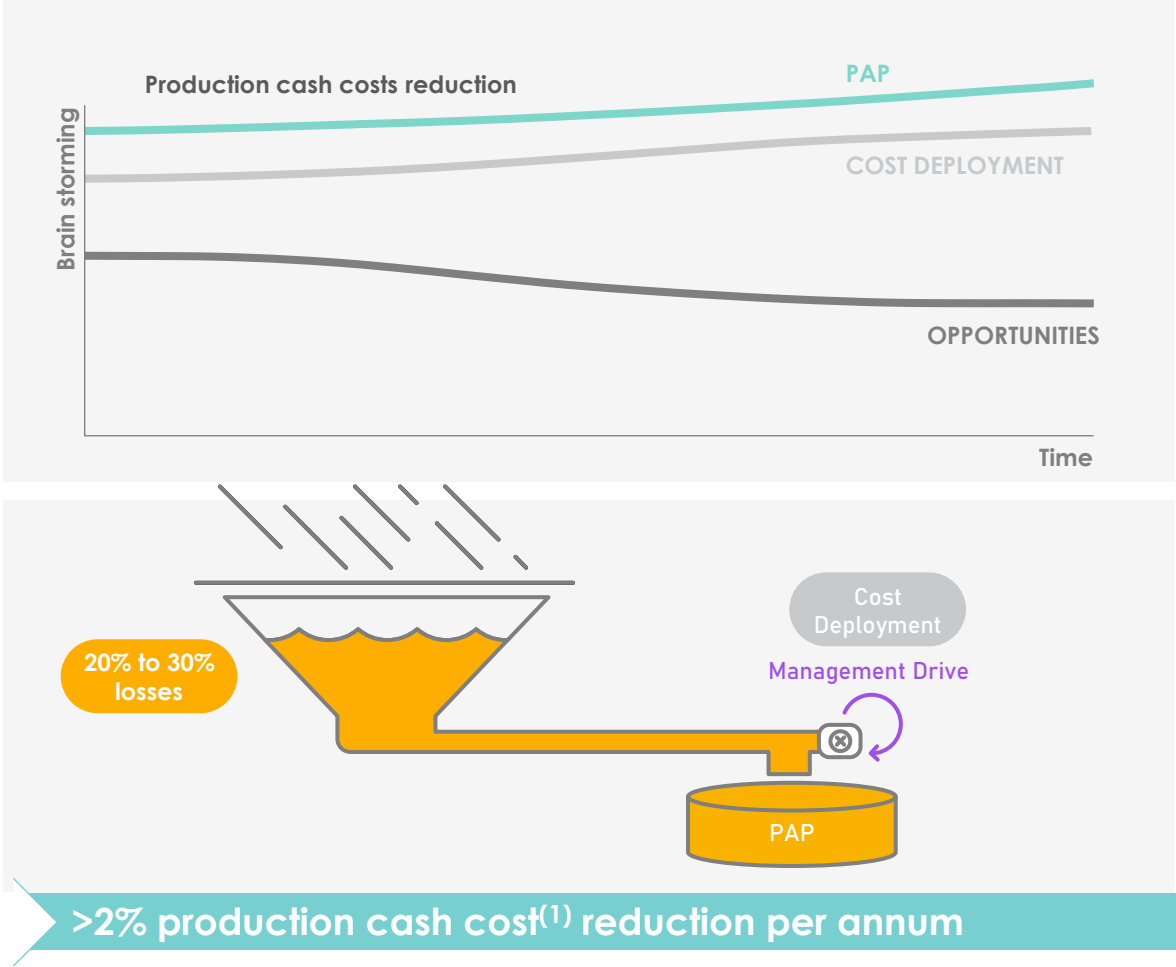 Production cash costs reduction
PAP
Brain storming
COST DEPLOYMENT
OPPORTUNITIES
Time
20% to 30%
losses
Cost
Deployment
Management Drive
PAP
>2% production cash cost(1) reduction per annum